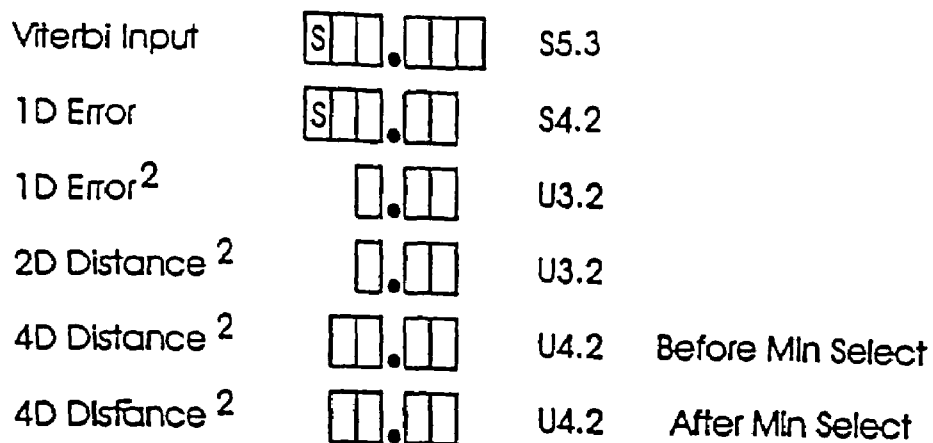 Viterbi Input S . S5.3
1D Error S . S4.2
1D Error2 . U3.2
2D Distance 2 . U3.2
4D Distance 2 . U4.2 Before Min Select
4D Distance 2 . U4.2 After Min Select